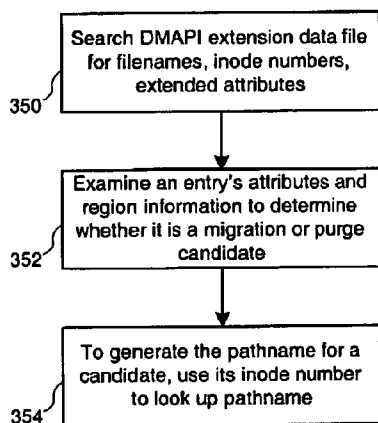 Search DMAPI extension data file
for filenames, inode numbers,
extended attributes
350
Examine an entry's attributes and
region information to determine
whether it is a migration or purge
candidate
352
To generate the pathname for a
candidate, use its inode number
to look up pathname
354